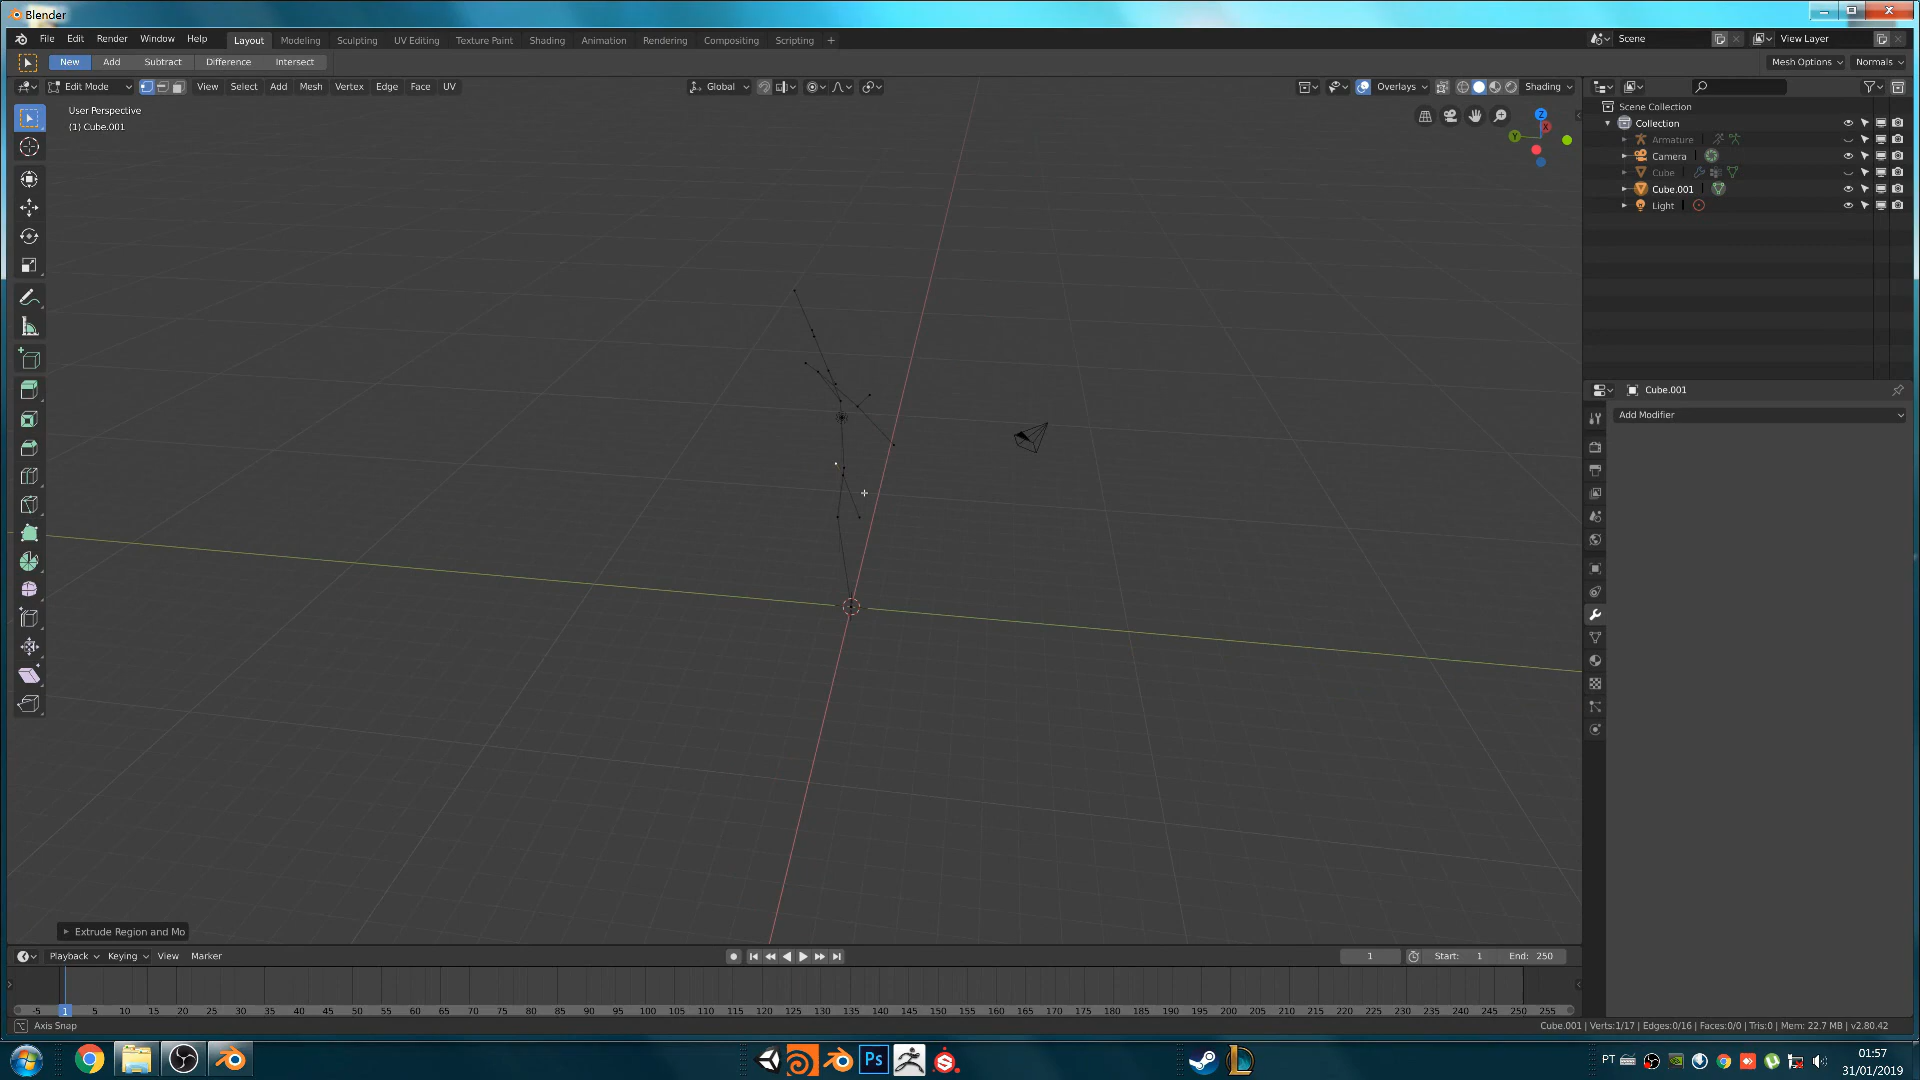 Blender
File Edit Render Window Help Layout Modeling Sculpting UV Editing Texture Paint Shading Animation Rendering Compositing Scripting + Scene View Layer
New Add Subtract Difference Intersect Mesh Options Normals
Edit Mode View Select Add Mesh Vertex Edge Face UV Global Overlays Shading
User Perspective
(1) Cube.001
Z
X
Y
Scene Collection
Collection
Armature
Camera
Cube
Cube.001
Light
Cube.001
Add Modifier
Extrude Region and Mo
Playback Keying View Marker 1 Start: 1 End: 250
-5 1 5 10 15 20 25 30 35 40 45 50 55 60 65 70 75 80 85 90 95 100 105 110 115 120 125 130 135 140 145 150 155 160 165 170 175 180 185 190 195 200 205 210 215 220 225 230 235 240 245 250 255
Axis Snap
Cube.001 | Verts:1/17 | Edges:0/16 | Faces:0/0 | Tris:0 | Mem: 22.7 MB | v2.80.42
Ps
PT
01:57
31/01/2019